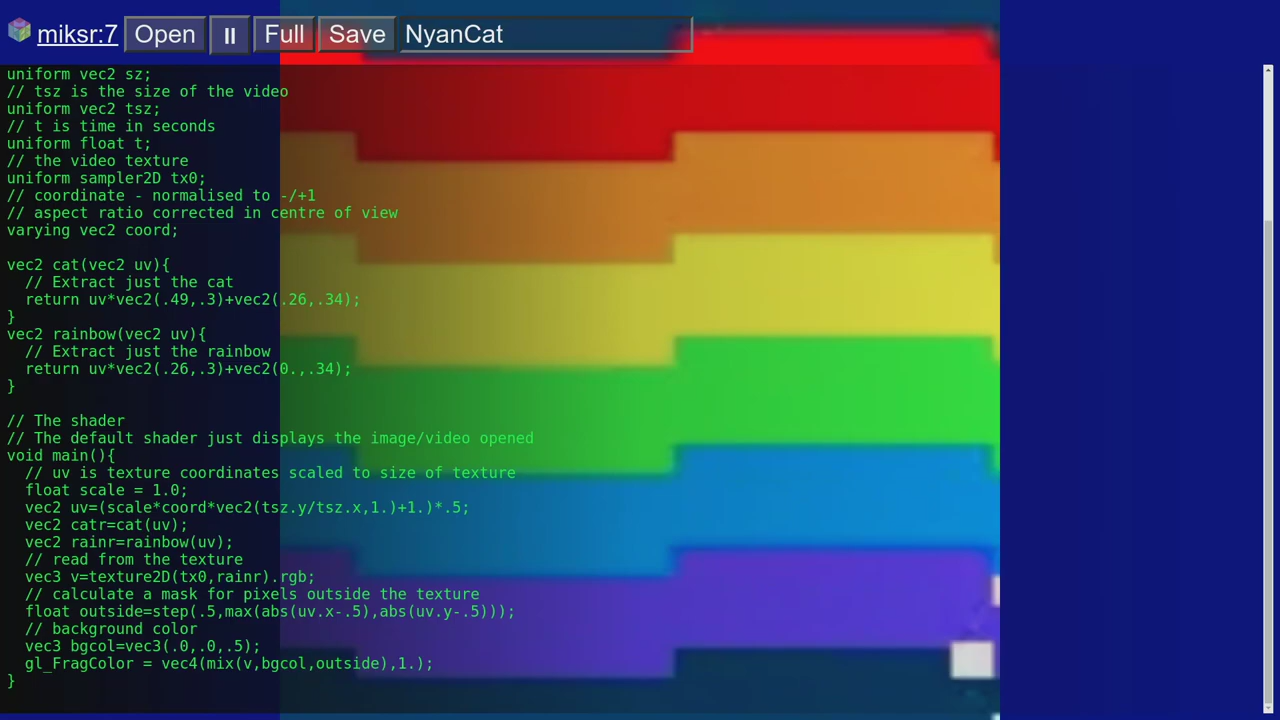 miksr:7 Open Full Save NyanCat
uniform vec2 sz;
// tsz is the size of the video
uniform vec2 tsz;
// t is time in seconds
uniform float t;
// the video texture
uniform sampler2D tx0;
// coordinate - normalised to -/+1
// aspect ratio corrected in centre of view
varying vec2 coord;

vec2 cat(vec2 uv){
  // Extract just the cat
  return uv*vec2(.49,.3)+vec2(.26,.34);
}
vec2 rainbow(vec2 uv){
  // Extract just the rainbow
  return uv*vec2(.26,.3)+vec2(0.,.34);
}

// The shader
// The default shader just displays the image/video opened
void main(){
  // uv is texture coordinates scaled to size of texture
  float scale = 1.0;
  vec2 uv=(scale*coord*vec2(tsz.y/tsz.x,1.)+1.)*.5;
  vec2 catr=cat(uv);
  vec2 rainr=rainbow(uv);
  // read from the texture
  vec3 v=texture2D(tx0,rainr).rgb;
  // calculate a mask for pixels outside the texture
  float outside=step(.5,max(abs(uv.x-.5),abs(uv.y-.5)));
  // background color
  vec3 bgcol=vec3(.0,.0,.5);
  gl_FragColor = vec4(mix(v,bgcol,outside),1.);
}